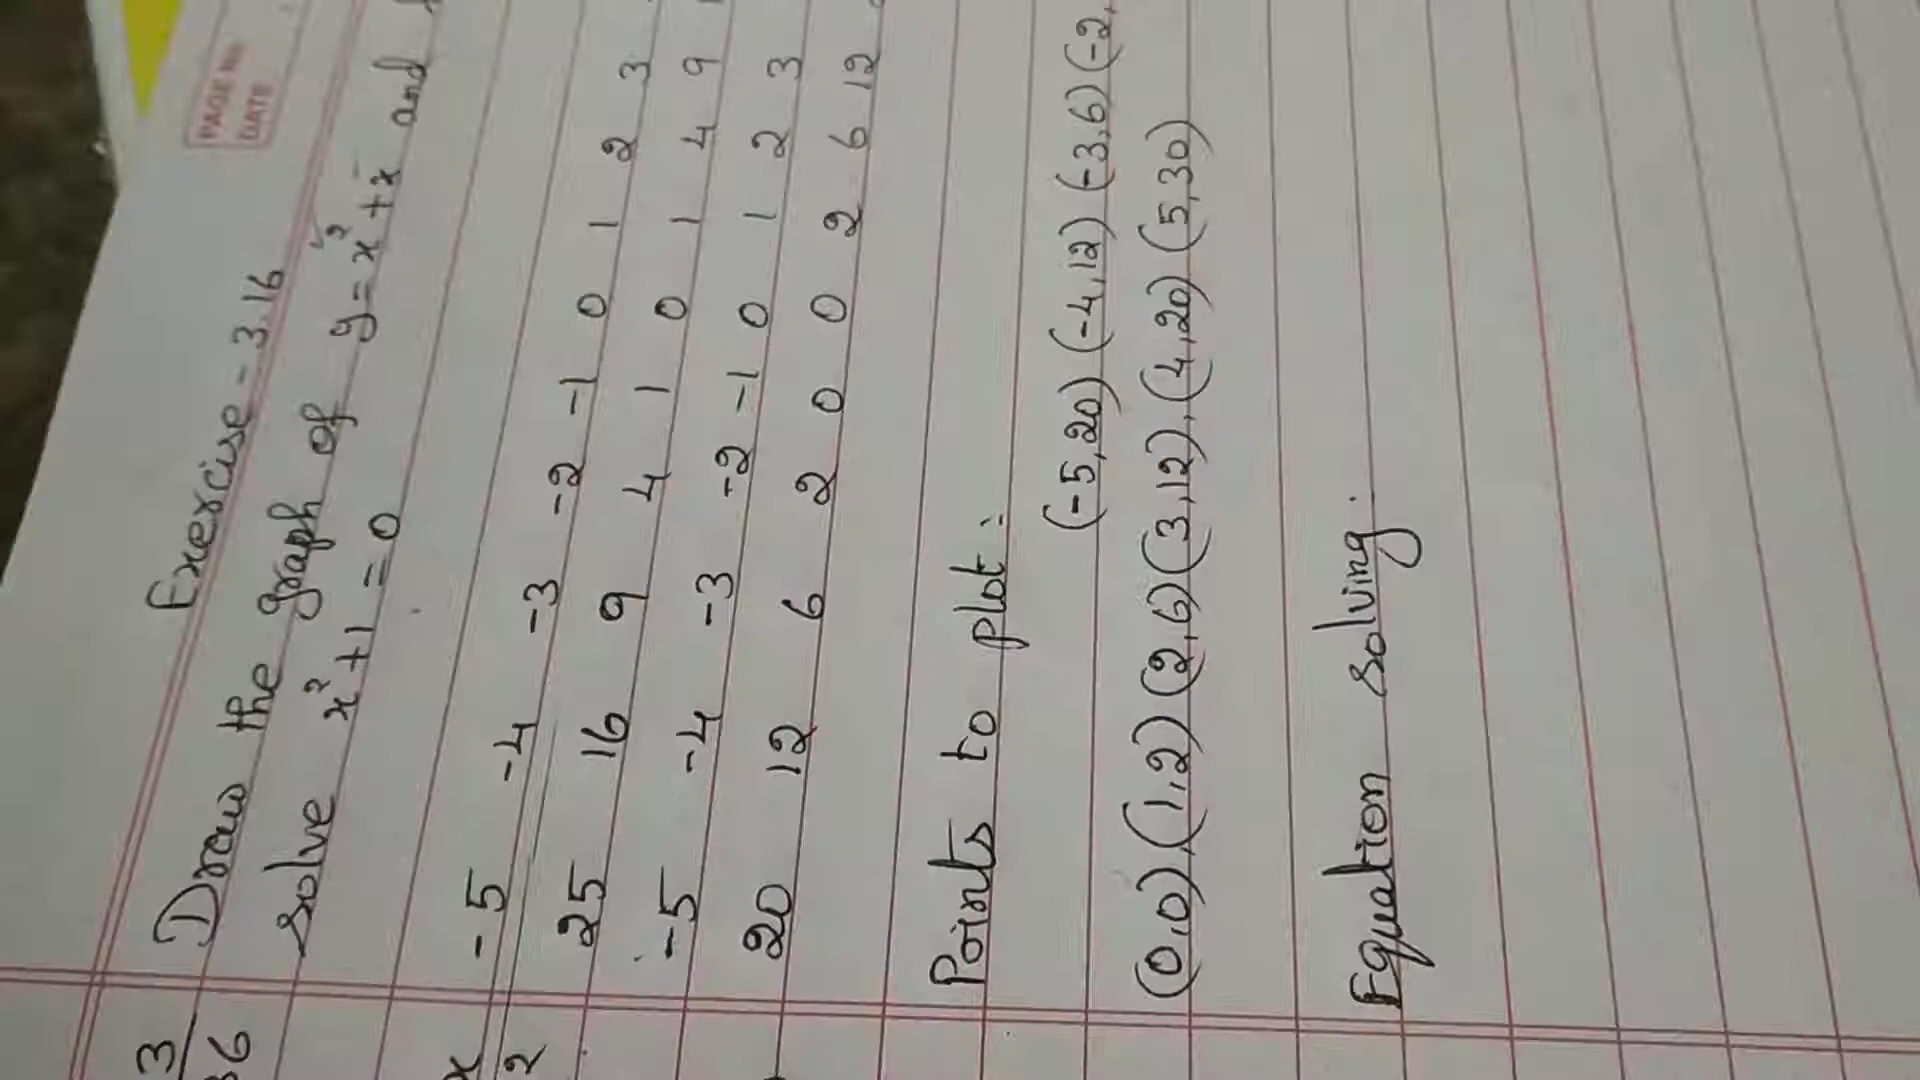 PAGE No
DATE
Exercise - 3.16
3 Draw the graph of y = x² + x and
36 solve x² + 1 = 0
x -5 -4 -3 -2 -1 0 1 2 3
2 25 16 9 4 1 0 1 4 9
-5 -4 -3 -2 -1 0 1 2 3
20 12 6 2 0 0 2 6 12
Points to plot:
(-5,20) (-4,12) (-3,6) (-2,
(0,0), (1,2) (2,6) (3,12), (4,20) (5,30)
Equation solving: